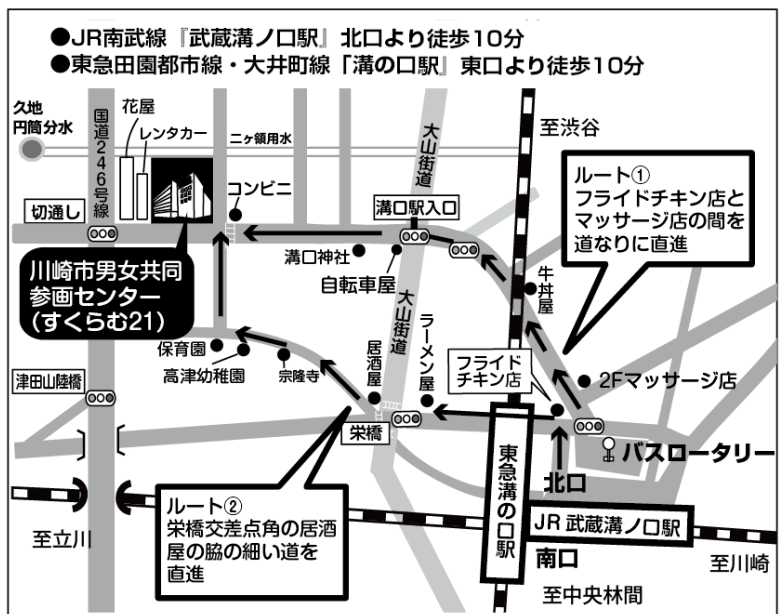 ●JR南武線『武蔵溝ノ口駅』北口より徒歩10分
●東急田園都市線・大井町線「溝の口駅』東口より徒歩10分
久地
円筒分水
国道246号線
花屋
レンタカー
二ヶ領用水
大山街道
至渋谷
ルート①
フライドチキン店と
マッサージ店の間を
道なりに直進
切通し
コンビニ
溝口駅入口
川崎市男女共同
参画センター
(すくらむ21)
溝口神社
自転車屋
牛丼屋
大山街道
保育園
高津幼稚園
宗隆寺
居酒屋
ラーメン屋
フライド
チキン店
2Fマッサージ店
津田山陸橋
栄橋
バスロータリー
北口
東急溝の口駅
ルート②
栄橋交差点角の居酒
屋の脇の細い道を
直進
JR 武蔵溝ノ口駅
至立川
南口
至川崎
至中央林間